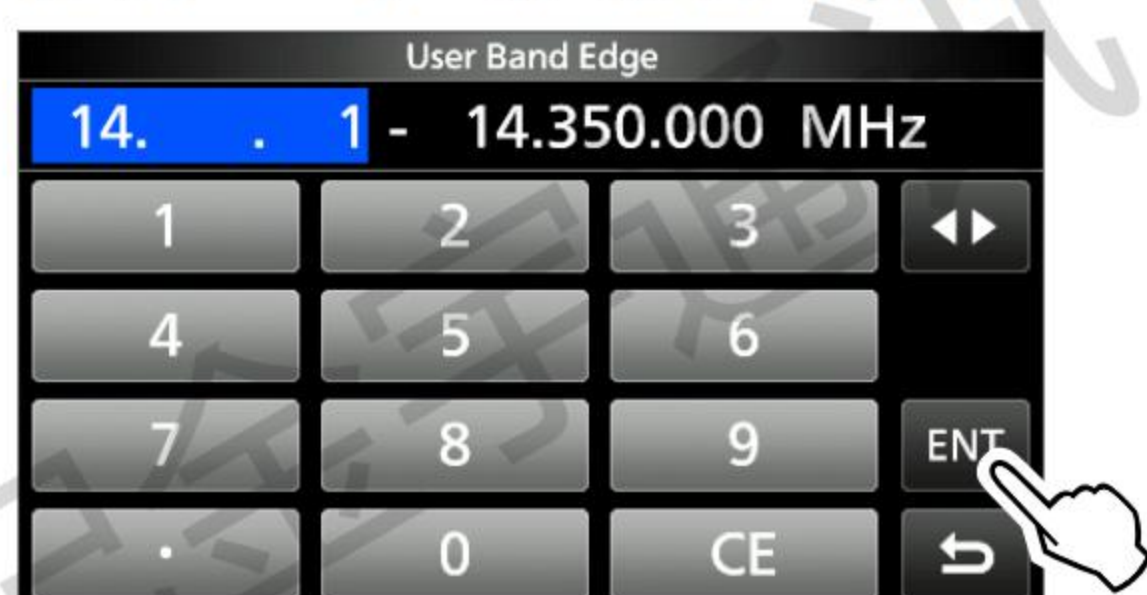 User Band Edge
14. . 1 - 14.350.000 MHz
1 2 3 ◀▶
4 5 6
7 8 9 ENT
. 0 CE ⮌